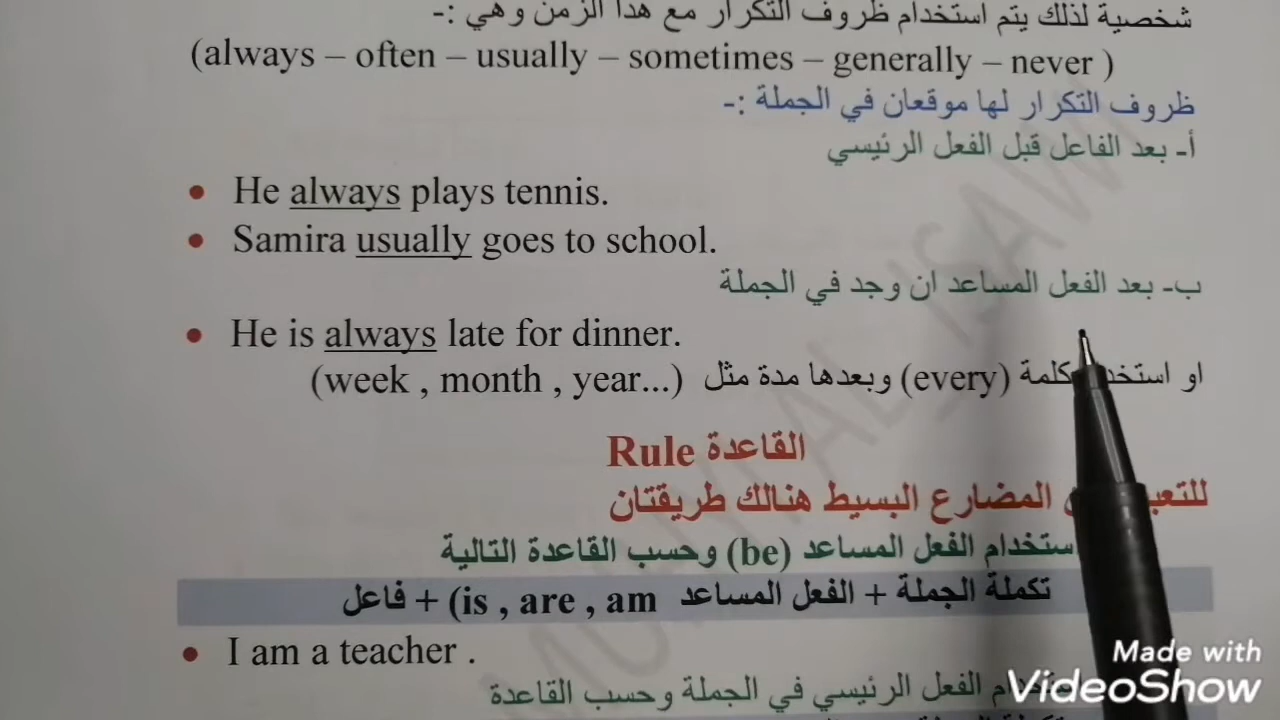 شخصية لذلك يتم استخدام ظروف التكرار مع هذا الزمن وهي :-
(always – often – usually – sometimes – generally – never )
ظروف التكرار لها موقعان في الجملة :-
أ- بعد الفاعل قبل الفعل الرئيسي
• He always plays tennis.
• Samira usually goes to school.
ب- بعد الفعل المساعد ان وجد في الجملة
• He is always late for dinner.
او كلمة (every) وبعدها مدة مثل (week , month , year...)
القاعدة Rule
المضارع البسيط هنالك طريقتان
استخدام الفعل المساعد (be) وحسب القاعدة التالية
تكملة الجملة + الفعل المساعد is , are , am) + فاعل
• I am a teacher .
الفعل الرئيسي في الجملة وحسب القاعدة
Made with
VideoShow